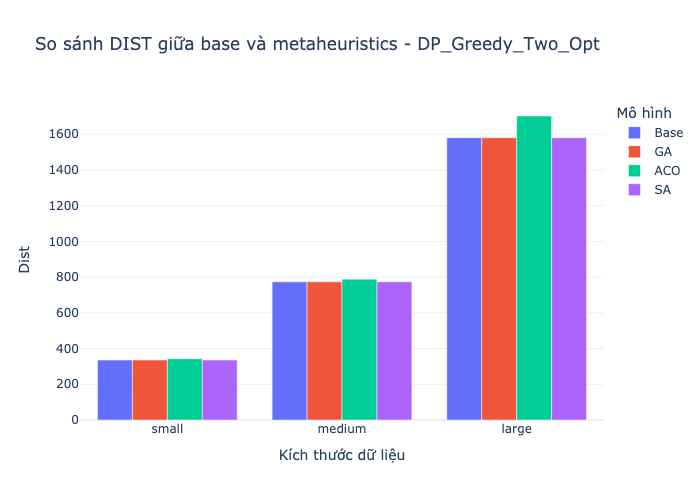 So sánh DIST giữa base và metaheuristics - DP_Greedy_Two_Opt
Mô hình
Base
GA
ACO
SA
Dist
1600
1400
1200
1000
800
600
400
200
0
small
medium
large
Kích thước dữ liệu